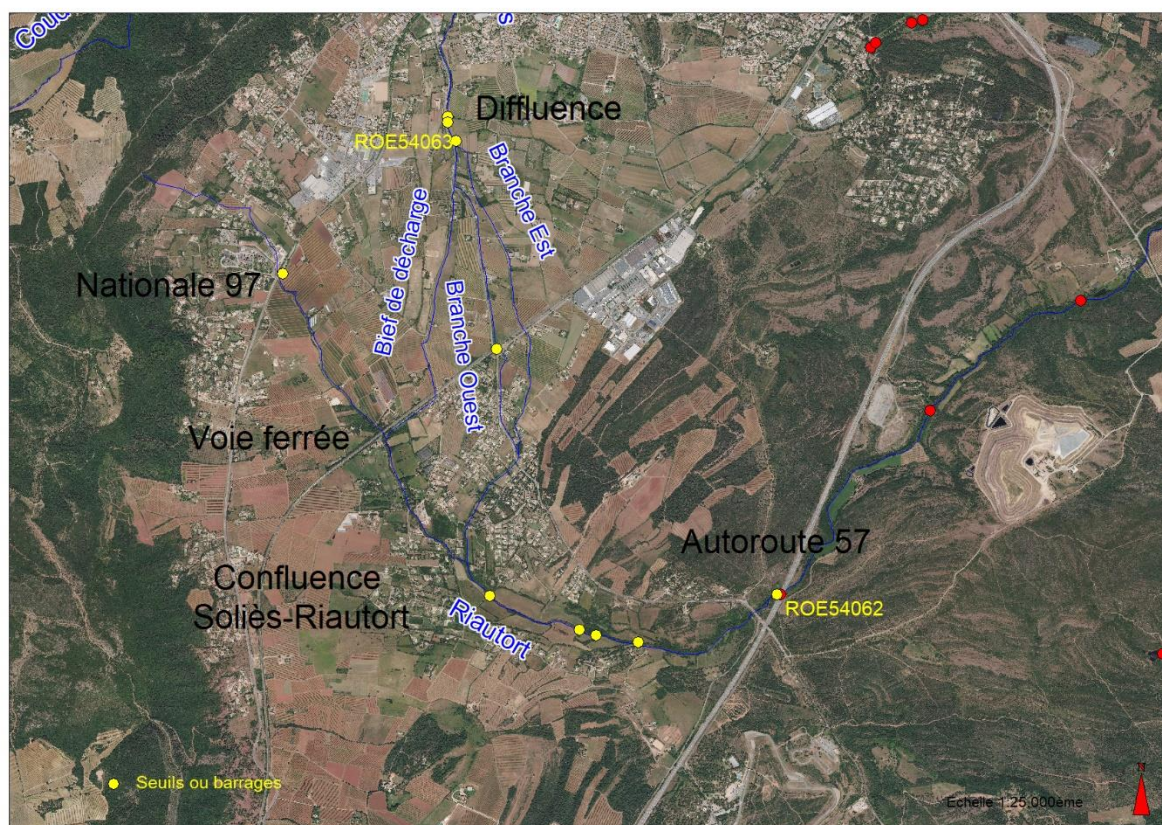 Coud
s
Diffluence
ROE54063
Branche Est
Bief de décharge
Nationale 97
Branche Ouest
Voie ferrée
Autoroute 57
Confluence
Soliès-Riautort
ROE54062
Riautort
Seuils ou barrages
Echelle 1:25 000ème